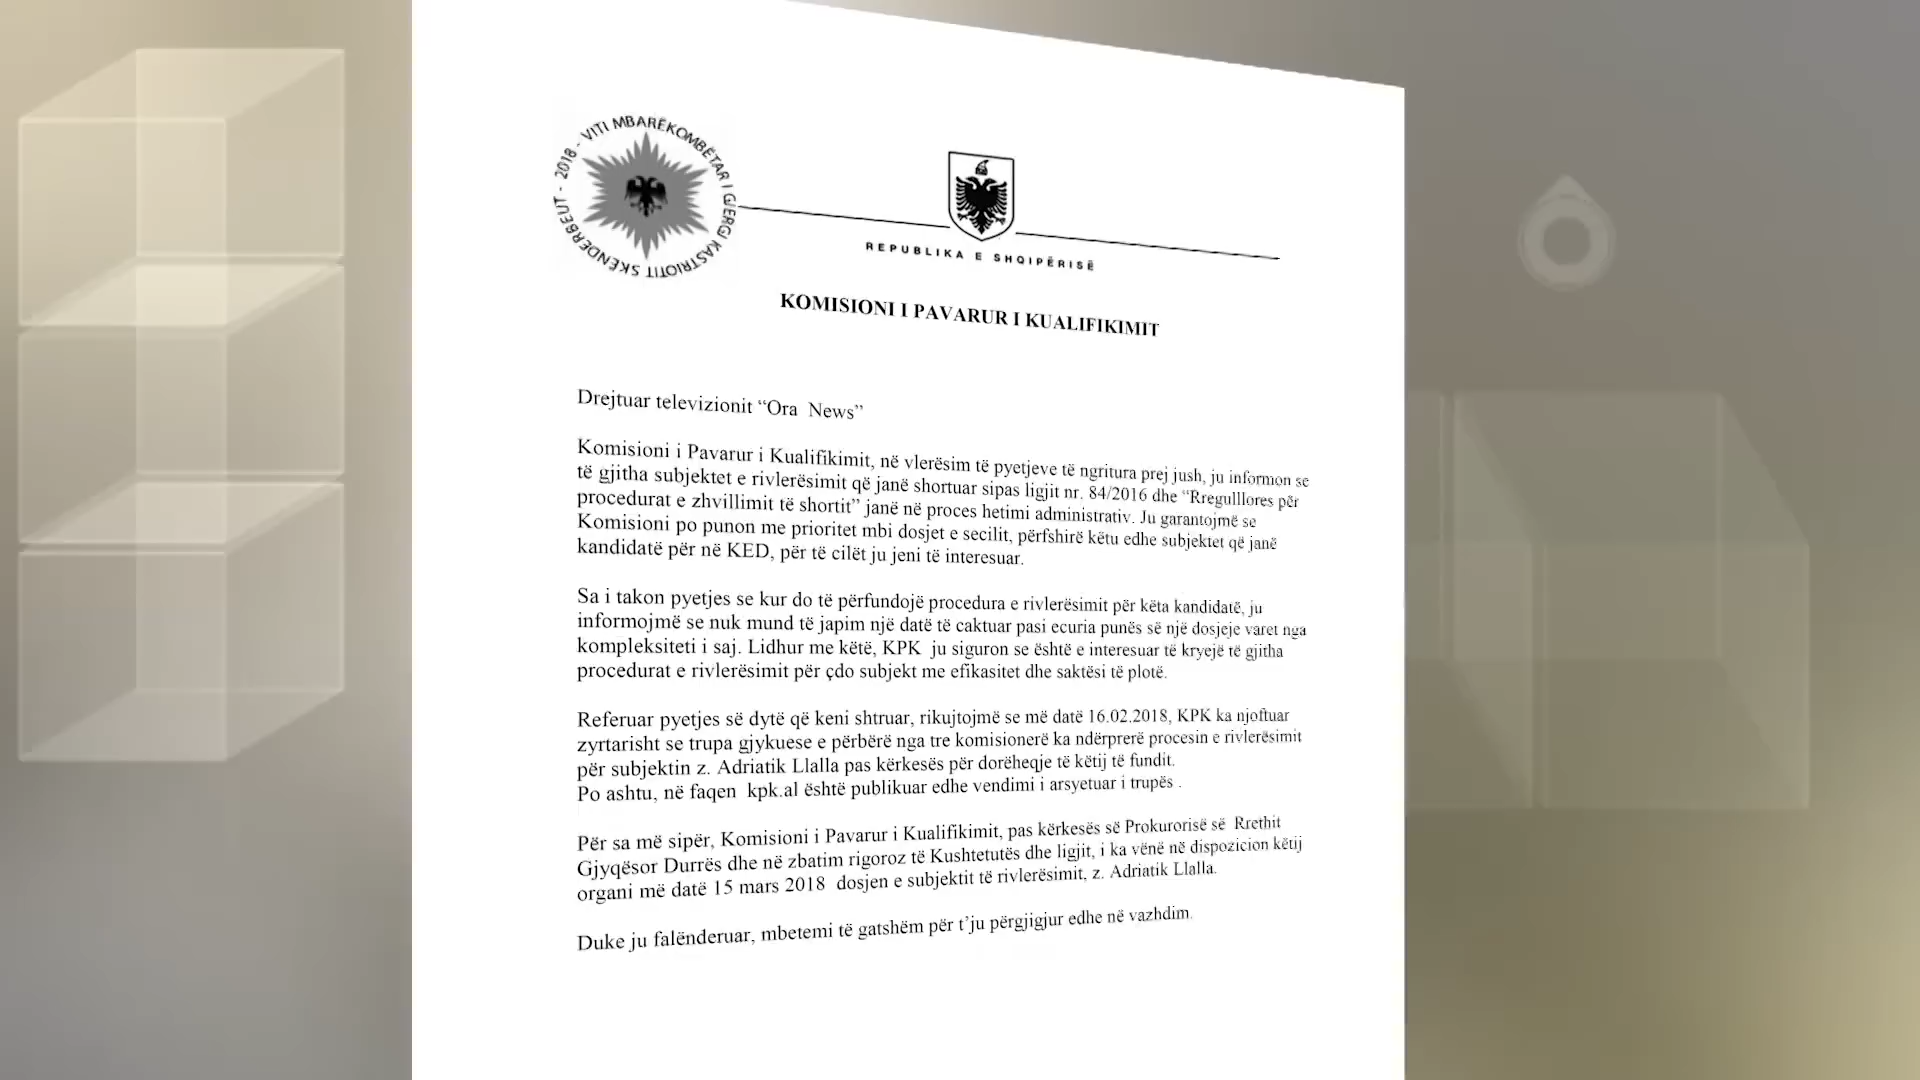 2018 - VITI MBARËKOMBËTAR I GJERGJ KASTRIOTIT SKËNDERBEUT -
REPUBLIKA E SHQIPËRISË
KOMISIONI I PAVARUR I KUALIFIKIMIT
Drejtuar televizionit “Ora News”
Komisioni i Pavarur i Kualifikimit, në vlerësim të pyetjeve të ngritura prej jush, ju informon se
të gjitha subjektet e rivlerësimit që janë shortuar sipas ligjit nr. 84/2016 dhe “Rregulllores për
procedurat e zhvillimit të shortit” janë në proces hetimi administrativ. Ju garantojmë se
Komisioni po punon me prioritet mbi dosjet e secilit, përfshirë këtu edhe subjektet që janë
kandidatë për në KED, për të cilët ju jeni të interesuar.
Sa i takon pyetjes se kur do të përfundojë procedura e rivlerësimit për këta kandidatë, ju
informojmë se nuk mund të japim një datë të caktuar pasi ecuria punës së një dosjeje varet nga
kompleksiteti i saj. Lidhur me këtë, KPK ju siguron se është e interesuar të kryejë të gjitha
procedurat e rivlerësimit për çdo subjekt me efikasitet dhe saktësi të plotë.
Referuar pyetjes së dytë që keni shtruar, rikujtojmë se më datë 16.02.2018, KPK ka njoftuar
zyrtarisht se trupa gjykuese e përbërë nga tre komisionerë ka ndërprerë procesin e rivlerësimit
për subjektin z. Adriatik Llalla pas kërkesës për dorëheqje të këtij të fundit.
Po ashtu, në faqen kpk.al është publikuar edhe vendimi i arsyetuar i trupës .
Për sa më sipër, Komisioni i Pavarur i Kualifikimit, pas kërkesës së Prokurorisë së Rrethit
Gjyqësor Durrës dhe në zbatim rigoroz të Kushtetutës dhe ligjit, i ka vënë në dispozicion këtij
organi më datë 15 mars 2018 dosjen e subjektit të rivlerësimit, z. Adriatik Llalla.
Duke ju falënderuar, mbetemi të gatshëm për t’ju përgjigjur edhe në vazhdim.